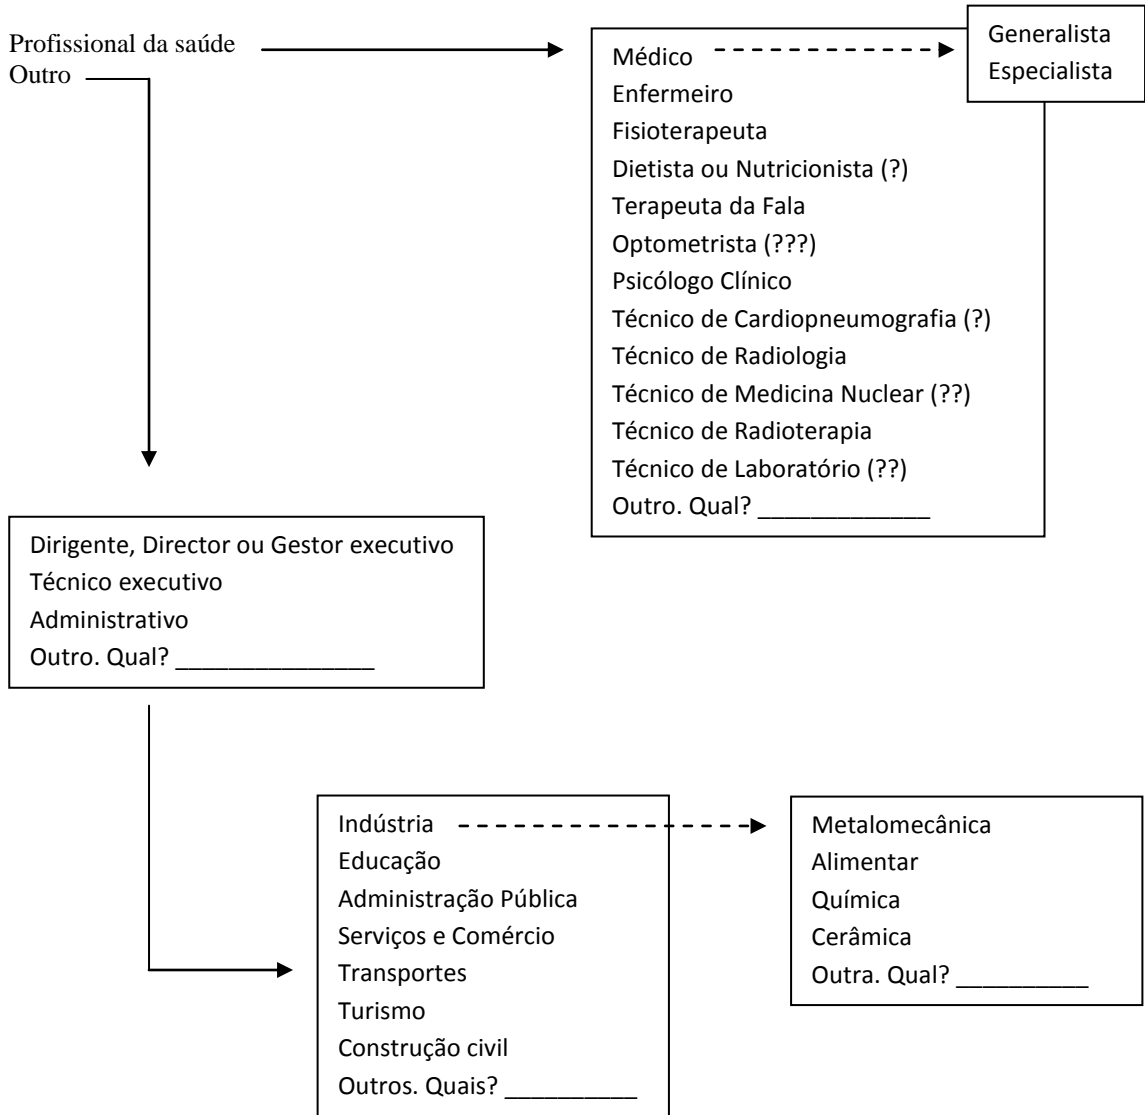 Profissional da saúde
Outro
Médico
Enfermeiro
Fisioterapeuta
Dietista ou Nutricionista (?)
Terapeuta da Fala
Optometrista (???)
Psicólogo Clínico
Técnico de Cardiopneumografia (?)
Técnico de Radiologia
Técnico de Medicina Nuclear (??)
Técnico de Radioterapia
Técnico de Laboratório (??)
Outro. Qual? _____________
Generalista
Especialista
Dirigente, Director ou Gestor executivo
Técnico executivo
Administrativo
Outro. Qual? _______________
Indústria
Educação
Administração Pública
Serviços e Comércio
Transportes
Turismo
Construção civil
Outros. Quais? __________
Metalomecânica
Alimentar
Química
Cerâmica
Outra. Qual? __________